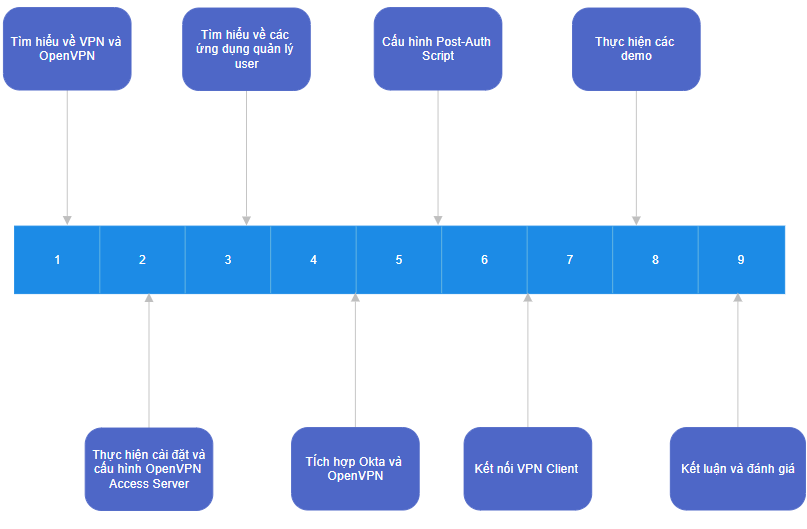 Tìm hiểu về VPN và
OpenVPN
Tìm hiểu về các
ứng dụng quản lý
user
Cấu hình Post-Auth
Script
Thực hiện các
demo
1
2
3
4
5
6
7
8
9
Thực hiện cài đặt và
cấu hình OpenVPN
Access Server
TÍch hợp Okta và
OpenVPN
Kết nối VPN Client
Kết luận và đánh giá